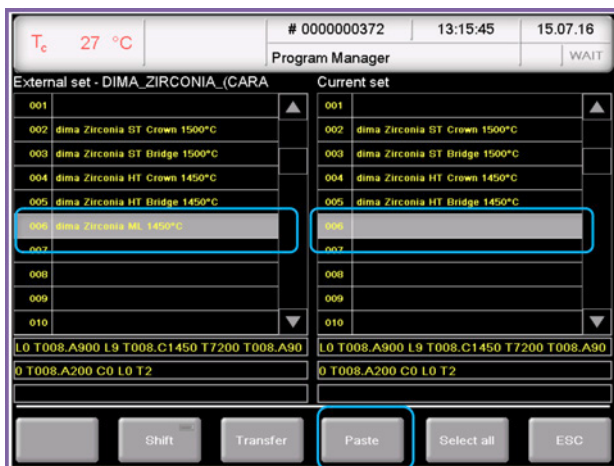 Tc 27 °C
# 0000000372 13:15:45 15.07.16
Program Manager WAIT
External set - DIMA_ZIRCONIA_(CARA
001
002 dima Zirconia ST Crown 1500°C
003 dima Zirconia ST Bridge 1500°C
004 dima Zirconia HT Crown 1450°C
005 dima Zirconia HT Bridge 1450°C
006 dima Zirconia ML 1450°C
007
008
009
010
L0 T008.A900 L9 T008.C1450 T7200 T008.A90
0 T008.A200 C0 L0 T2
Current set
001
002 dima Zirconia ST Crown 1500°C
003 dima Zirconia ST Bridge 1500°C
004 dima Zirconia HT Crown 1450°C
005 dima Zirconia HT Bridge 1450°C
006
007
008
009
010
L0 T008.A900 L9 T008.C1450 T7200 T008.A90
0 T008.A200 C0 L0 T2
Shift Transfer Paste Select all ESC